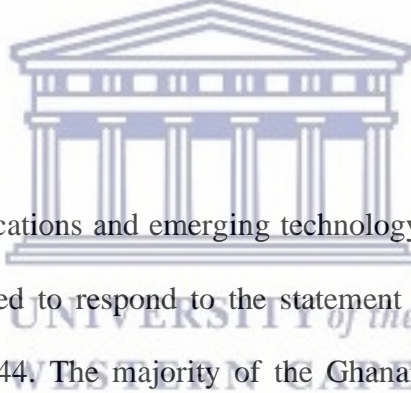 cations and emerging technology
ed to respond to the statement
UNIVERSITY of the
44. The majority of the Ghana
WESTERN CAPE